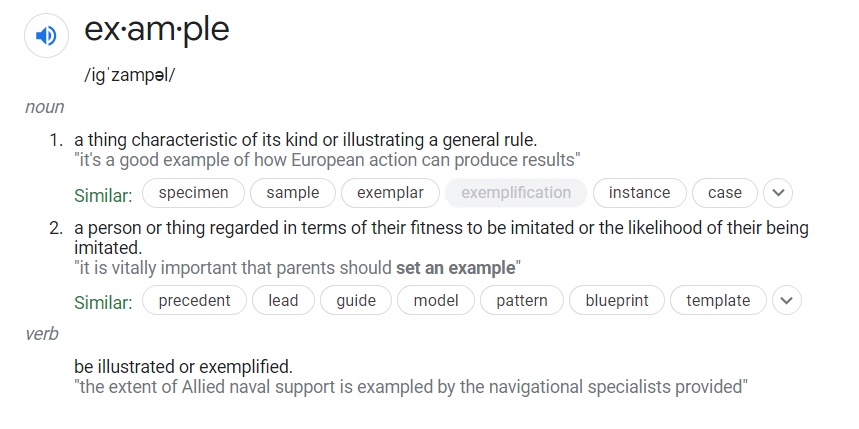 ex·am·ple
/igˈzampəl/
noun
1. a thing characteristic of its kind or illustrating a general rule.
"it's a good example of how European action can produce results"
Similar: specimen sample exemplar exemplification instance case
2. a person or thing regarded in terms of their fitness to be imitated or the likelihood of their being
imitated.
"it is vitally important that parents should set an example"
Similar: precedent lead guide model pattern blueprint template
verb
be illustrated or exemplified.
"the extent of Allied naval support is exampled by the navigational specialists provided"